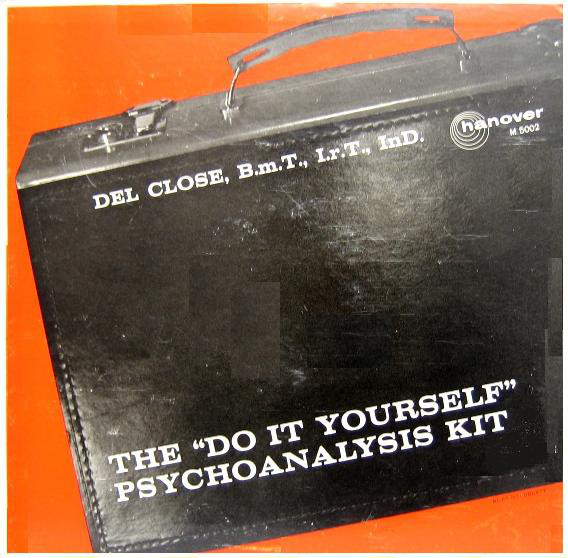 hanover
M 5002
DEL CLOSE, B.m.T., I.r.T., InD.
THE “DO IT YOURSELF”
PSYCHOANALYSIS KIT